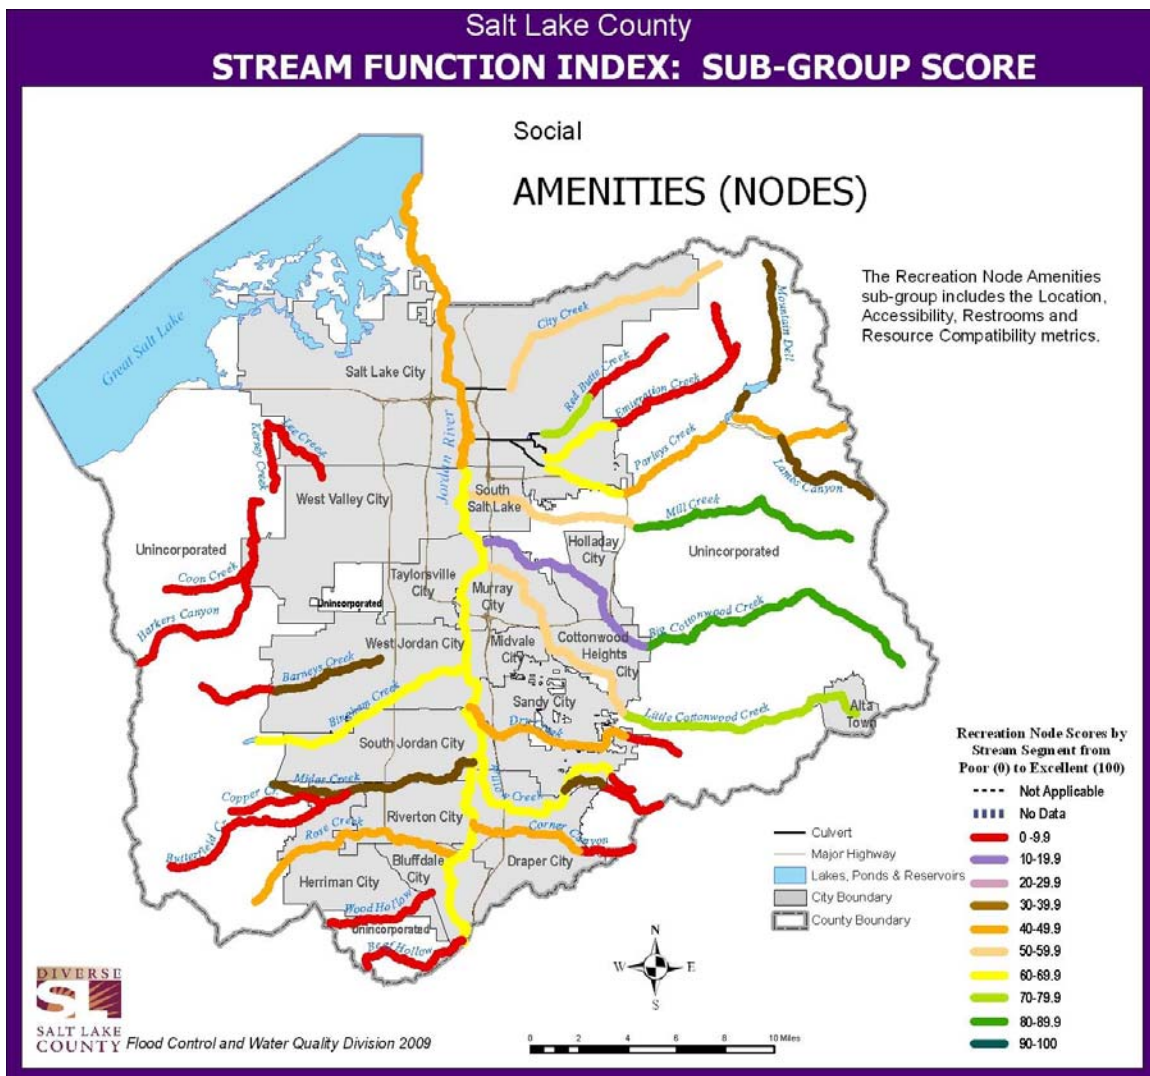 Salt Lake County
STREAM FUNCTION INDEX: SUB-GROUP SCORE
Social
AMENITIES (NODES)
The Recreation Node Amenities
sub-group includes the Location,
Accessibility, Restrooms and
Resource Compatibility metrics.
Great Salt Lake
City Creek
Mountain Dell
Salt Lake City
Red Butte Creek
Emigration Creek
Jordan River
Lee Creek
Kersey Creek
Parleys Creek
Lambs Canyon
West Valley City
South
Salt Lake
Mill Creek
Unincorporated
Holladay
City
Unincorporated
Coon Creek
Taylorsville
City
Murray
City
Unincorporated
Harkers Canyon
Big Cottonwood Creek
West Jordan City
Midvale
City
Cottonwood
Heights
City
Barneys Creek
Bingham Creek
Sandy City
Little Cottonwood Creek
Alta
Town
Dry Creek
South Jordan City
Midas Creek
Willow Creek
Copper Cr.
Butterfield Cr.
Riverton City
Rose Creek
Corner Canyon
Bluffdale
City
Draper City
Herriman City
Wood Hollow
Unincorporated
Beef Hollow
Recreation Node Scores by
Stream Segment from
Poor (0) to Excellent (100)
Not Applicable
No Data
0 -9.9
10-19.9
20-29.9
30-39.9
40-49.9
50-59.9
60-69.9
70-79.9
80-89.9
90-100
Culvert
Major Highway
Lakes, Ponds & Reservoirs
City Boundary
County Boundary
N
W E
S
0 2 4 6 8 10 Miles
DIVERSE
SL
SALT LAKE
COUNTY
Flood Control and Water Quality Division 2009